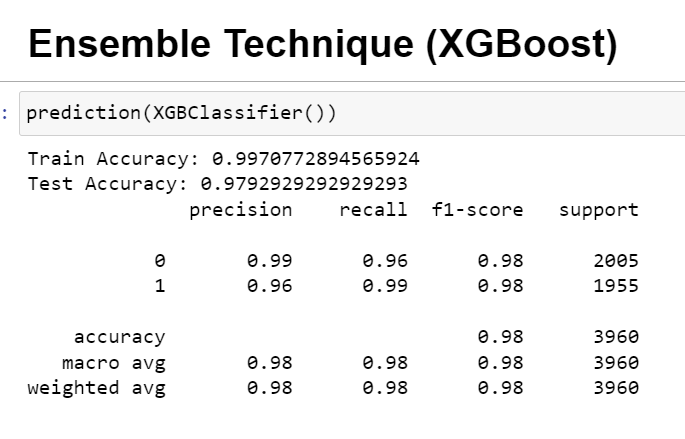 Ensemble Technique (XGBoost)
: prediction(XGBClassifier())
Train Accuracy: 0.9970772894565924
Test Accuracy: 0.9792929292929293
precision recall f1-score support
0 0.99 0.96 0.98 2005
1 0.96 0.99 0.98 1955
accuracy 0.98 3960
macro avg 0.98 0.98 0.98 3960
weighted avg 0.98 0.98 0.98 3960